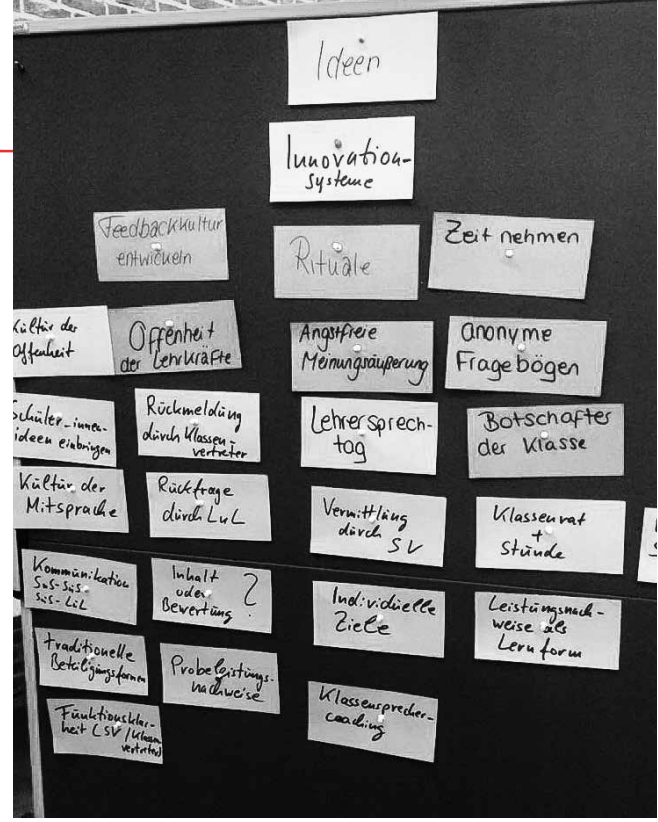 Ideen
Innovation-
systeme
Feedbackkultur
entwickeln
Rituale
Zeit nehmen
Kultur der
Offenheit
Offenheit
der Lehrkräfte
Angstfreie
Meinungsäußerung
anonyme
Fragebögen
Schüler_innen-
ideen einbringen
Rückmeldung
durch Klassen-
vertreter
Lehrersprech-
tag
Botschafter
der Klasse
Kultur der
Mitsprache
Rückfrage
durch LuL
Vermittlung
durch SV
Klassenrat
+
Stunde
Kommunikation
SuS-SuS
SuS-LuL
Inhalt
oder
Bewertung ?
Individuelle
Ziele
Leistungsnach-
weise als
Lernform
traditionelle
Beteiligungsformen
Probeleistungs-
nachweise
Klassensprecher-
coaching
Funktionsklar-
heit (SV/Klassen
vertreter)